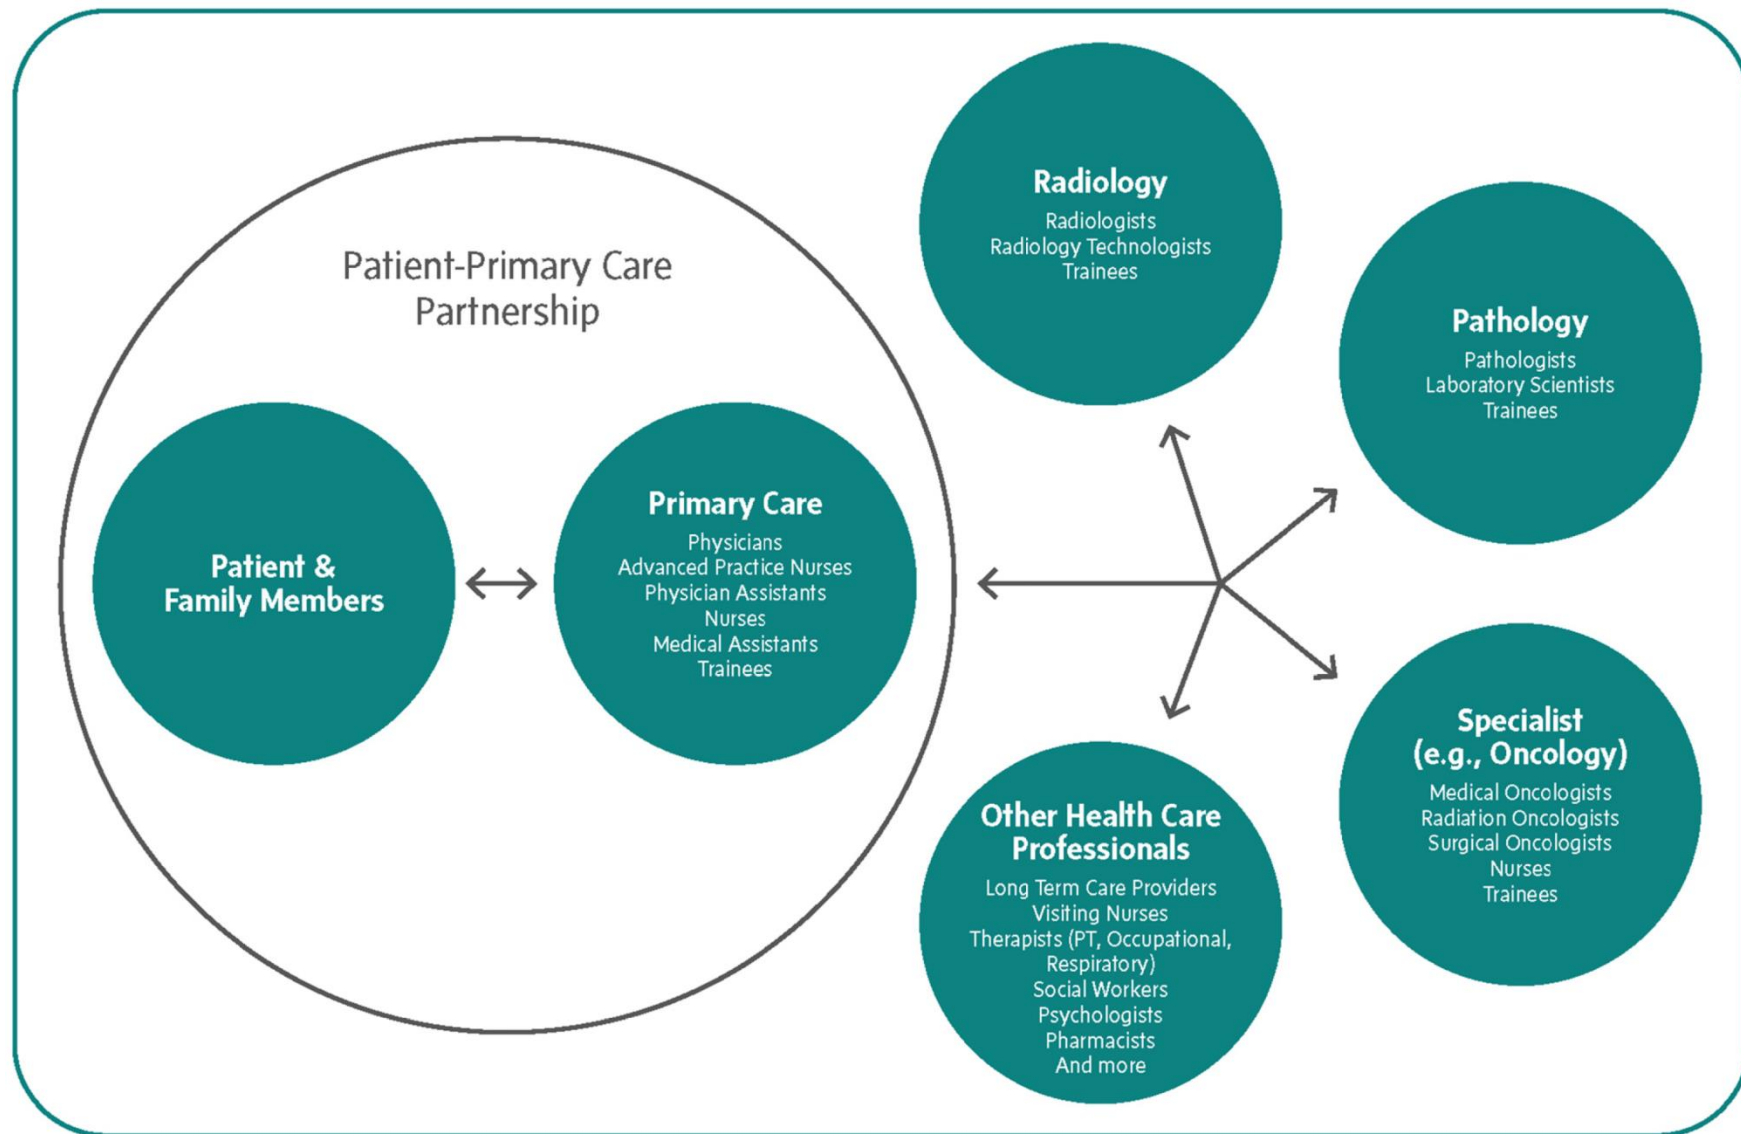 Patient-Primary Care
Partnership
Patient &
Family Members
Primary Care
Physicians
Advanced Practice Nurses
Physician Assistants
Nurses
Medical Assistants
Trainees
Radiology
Radiologists
Radiology Technologists
Trainees
Pathology
Pathologists
Laboratory Scientists
Trainees
Specialist
(e.g., Oncology)
Medical Oncologists
Radiation Oncologists
Surgical Oncologists
Nurses
Trainees
Other Health Care
Professionals
Long Term Care Providers
Visiting Nurses
Therapists (PT, Occupational,
Respiratory)
Social Workers
Psychologists
Pharmacists
And more